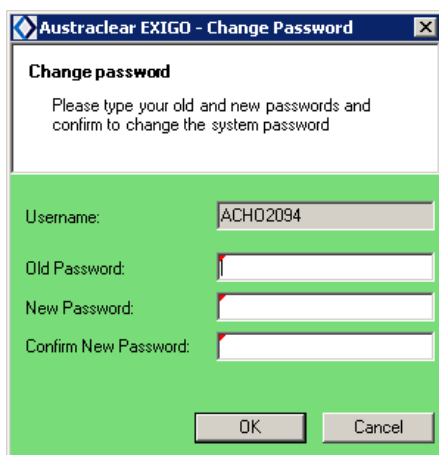 Austraclear EXIGO - Change Password
Change password
Please type your old and new passwords and
confirm to change the system password
Username: ACHO2094
Old Password:
New Password:
Confirm New Password:
OK Cancel